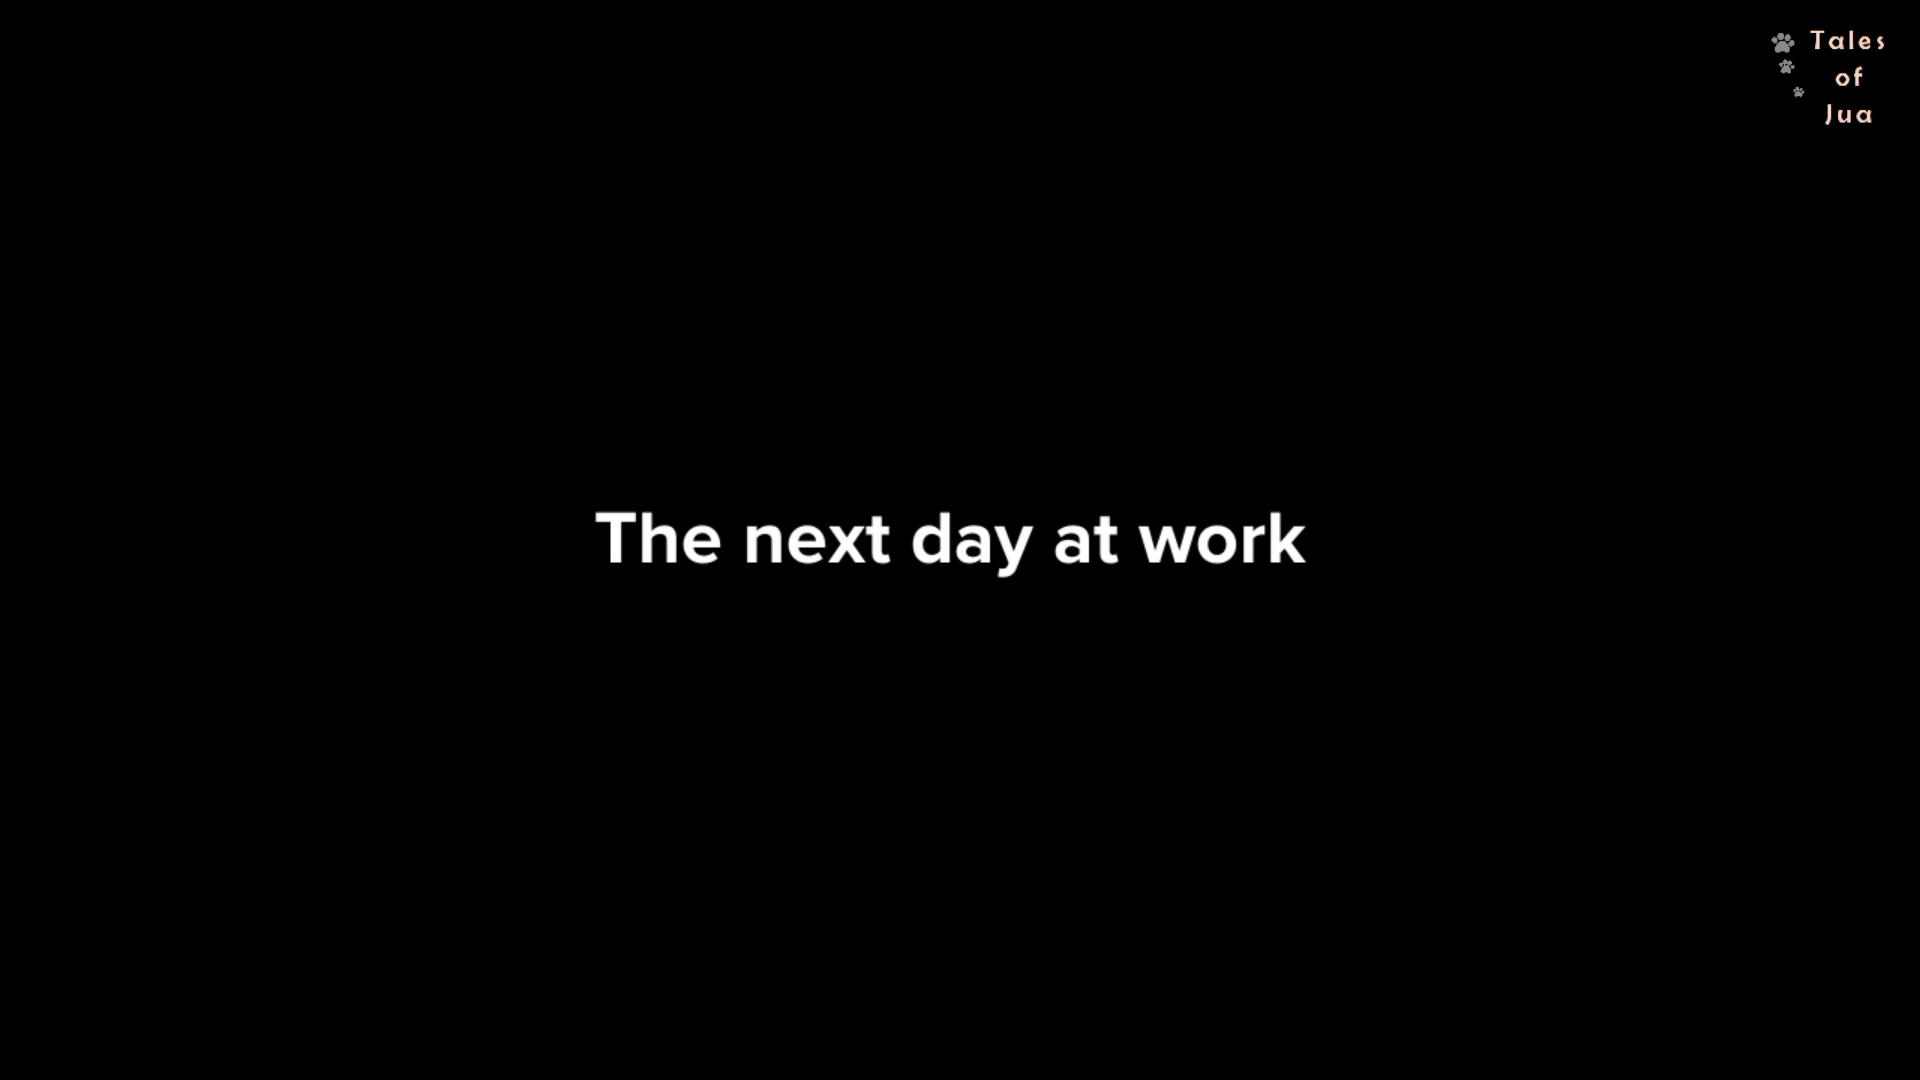 Tales
of
Jua
The next day at work